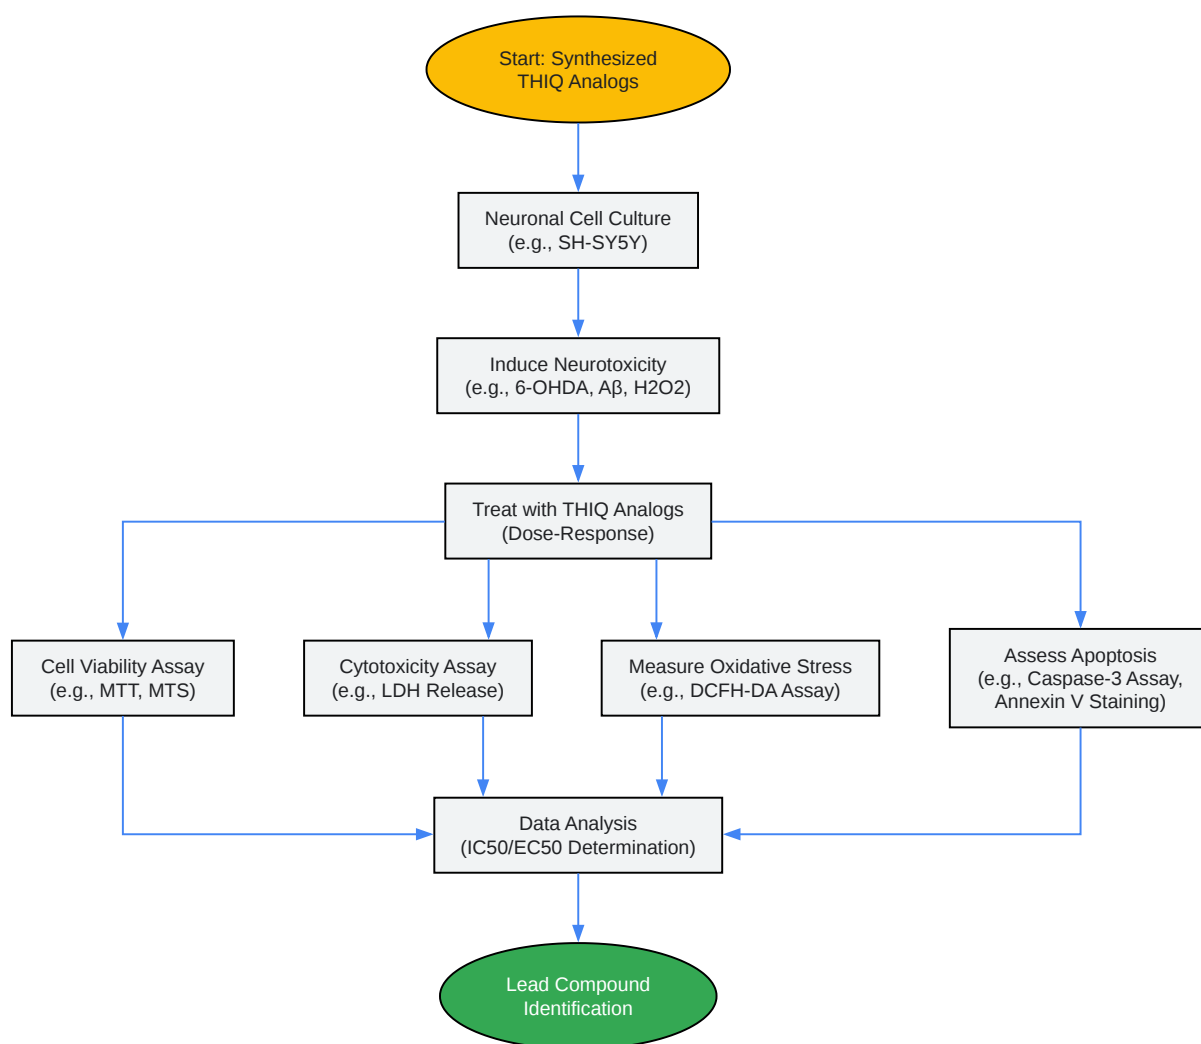 Start: Synthesized
THIQ Analogs
Neuronal Cell Culture
(e.g., SH-SY5Y)
Induce Neurotoxicity
(e.g., 6-OHDA, Aβ, H2O2)
Treat with THIQ Analogs
(Dose-Response)
Cell Viability Assay
(e.g., MTT, MTS)
Cytotoxicity Assay
(e.g., LDH Release)
Measure Oxidative Stress
(e.g., DCFH-DA Assay)
Assess Apoptosis
(e.g., Caspase-3 Assay,
Annexin V Staining)
Data Analysis
(IC50/EC50 Determination)
Lead Compound
Identification